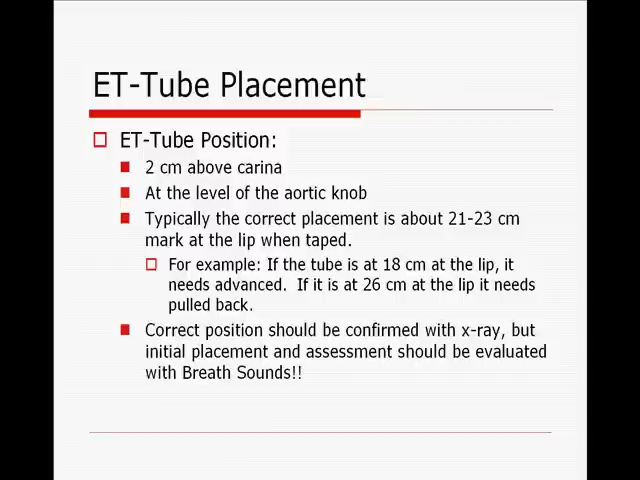 ET-Tube Placement
ET-Tube Position:
2 cm above carina
At the level of the aortic knob
Typically the correct placement is about 21-23 cm
mark at the lip when taped.
For example: If the tube is at 18 cm at the lip, it
needs advanced. If it is at 26 cm at the lip it needs
pulled back.
Correct position should be confirmed with x-ray, but
initial placement and assessment should be evaluated
with Breath Sounds!!